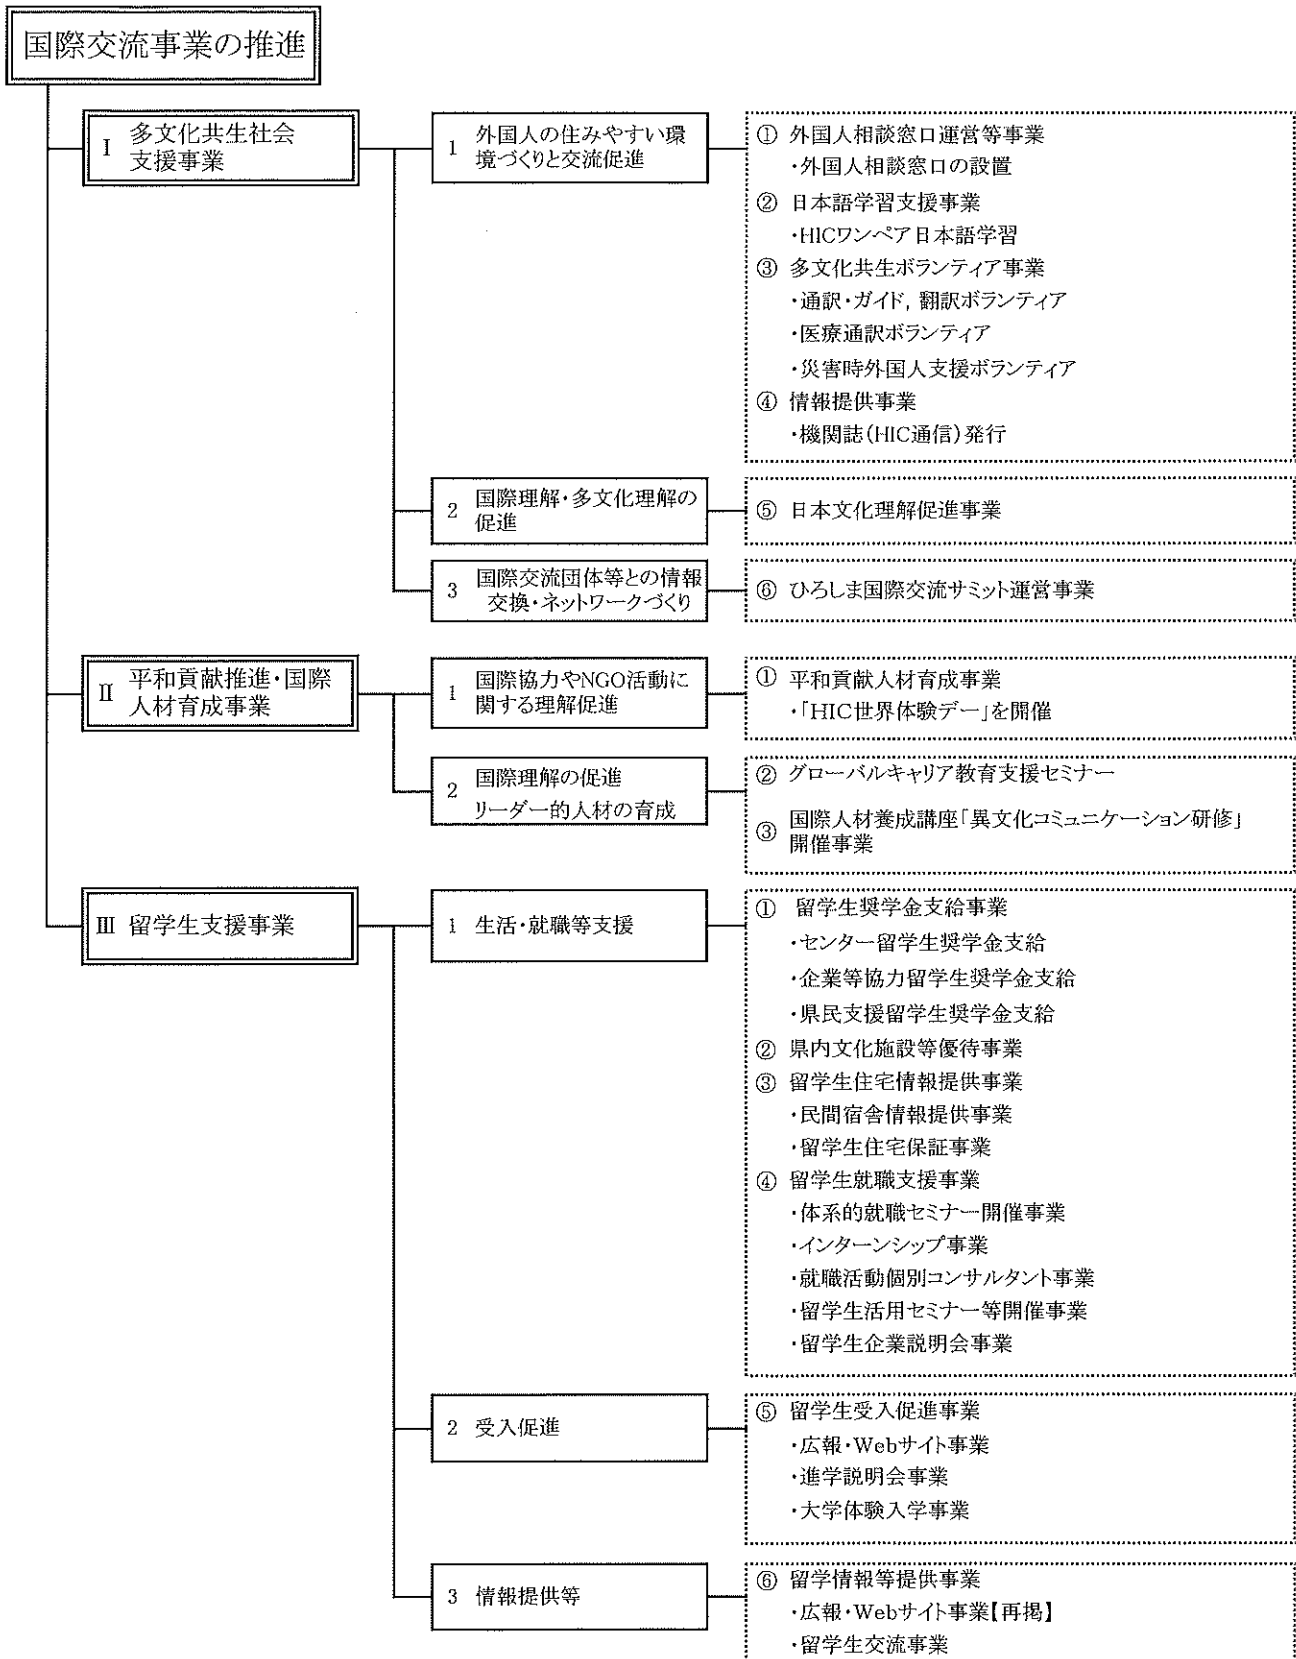 国際交流事業の推進
Ⅰ 多文化共生社会
支援事業
1 外国人の住みやすい環
境づくりと交流促進
① 外国人相談窓口運営等事業
・外国人相談窓口の設置
② 日本語学習支援事業
・HICワンペア日本語学習
③ 多文化共生ボランティア事業
・通訳・ガイド, 翻訳ボランティア
・医療通訳ボランティア
・災害時外国人支援ボランティア
④ 情報提供事業
・機関誌(HIC通信)発行
2 国際理解・多文化理解の
促進
⑤ 日本文化理解促進事業
3 国際交流団体等との情報
交換・ネットワークづくり
⑥ ひろしま国際交流サミット運営事業
Ⅱ 平和貢献推進・国際
人材育成事業
1 国際協力やNGO活動に
関する理解促進
① 平和貢献人材育成事業
・「HIC世界体験デー」を開催
2 国際理解の促進
リーダー的人材の育成
② グローバルキャリア教育支援セミナー
③ 国際人材養成講座「異文化コミュニケーション研修」
開催事業
Ⅲ 留学生支援事業
1 生活・就職等支援
① 留学生奨学金支給事業
・センター留学生奨学金支給
・企業等協力留学生奨学金支給
・県民支援留学生奨学金支給
② 県内文化施設等優待事業
③ 留学生住宅情報提供事業
・民間宿舎情報提供事業
・留学生住宅保証事業
④ 留学生就職支援事業
・体系的就職セミナー開催事業
・インターンシップ事業
・就職活動個別コンサルタント事業
・留学生活用セミナー等開催事業
・留学生企業説明会事業
2 受入促進
⑤ 留学生受入促進事業
・広報・Webサイト事業
・進学説明会事業
・大学体験入学事業
3 情報提供等
⑥ 留学情報等提供事業
・広報・Webサイト事業【再掲】
・留学生交流事業